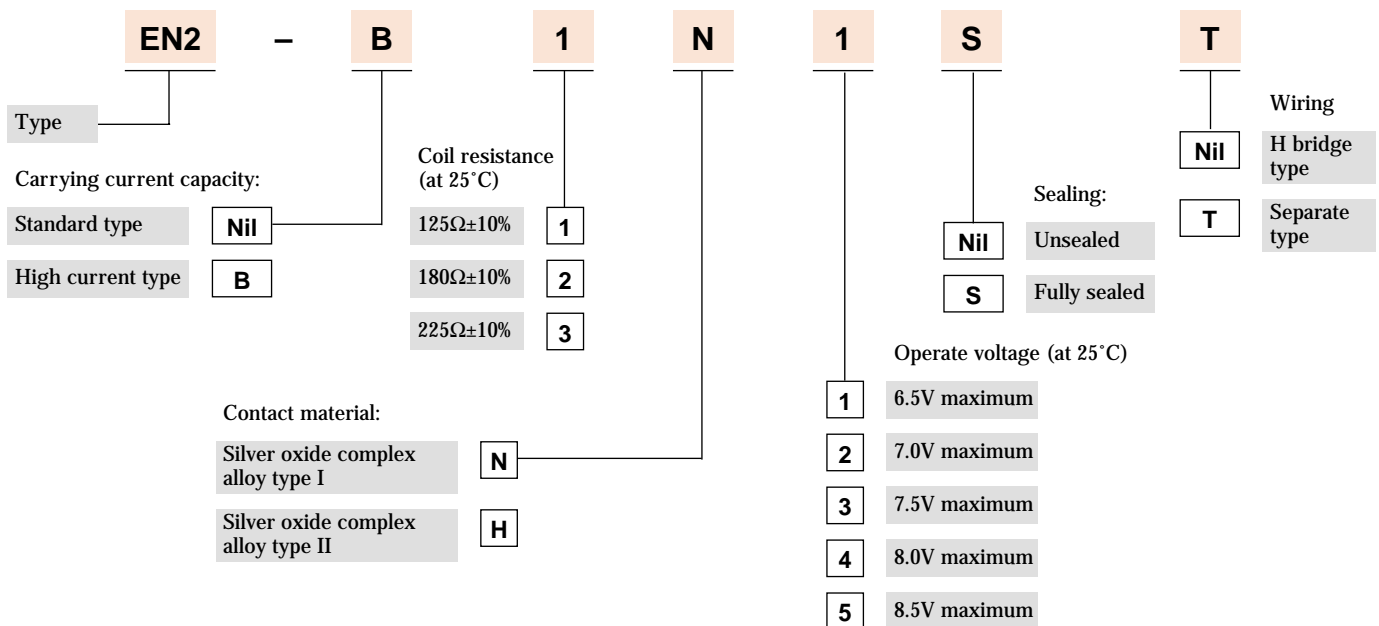 EN2 – B 1 N 1 S T
Type
Carrying current capacity:
Standard type Nil
High current type B
Coil resistance
(at 25˚C)
125Ω±10% 1
180Ω±10% 2
225Ω±10% 3
Contact material:
Silver oxide complex
alloy type I
N
Silver oxide complex
alloy type II
H
Operate voltage (at 25˚C)
1 6.5V maximum
2 7.0V maximum
3 7.5V maximum
4 8.0V maximum
5 8.5V maximum
Sealing:
Nil Unsealed
S Fully sealed
Wiring
Nil H bridge
type
T Separate
type